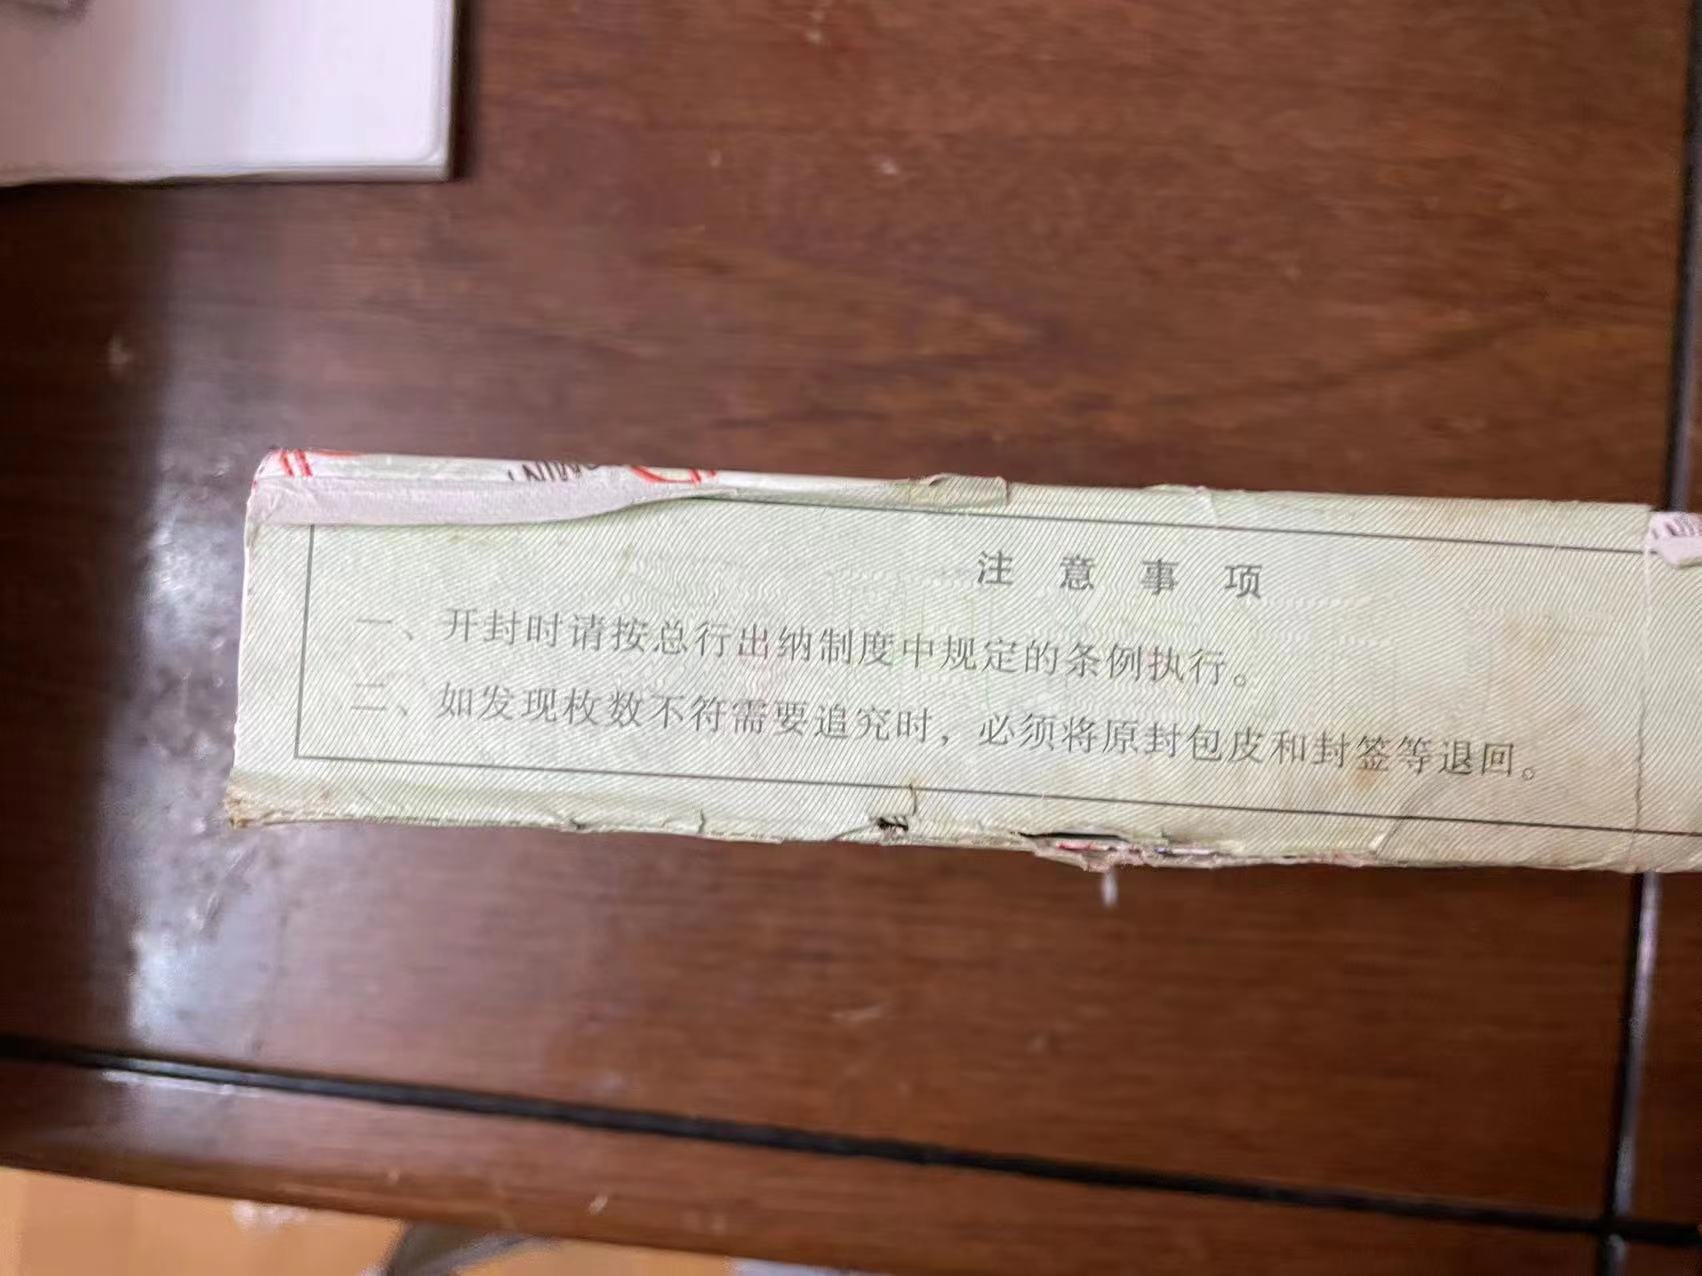 注意事项
一、开封时请按总行出纳制度中规定的条例执行。
二、如发现枚数不符需要追究时，必须将原封包皮和封签等退回。